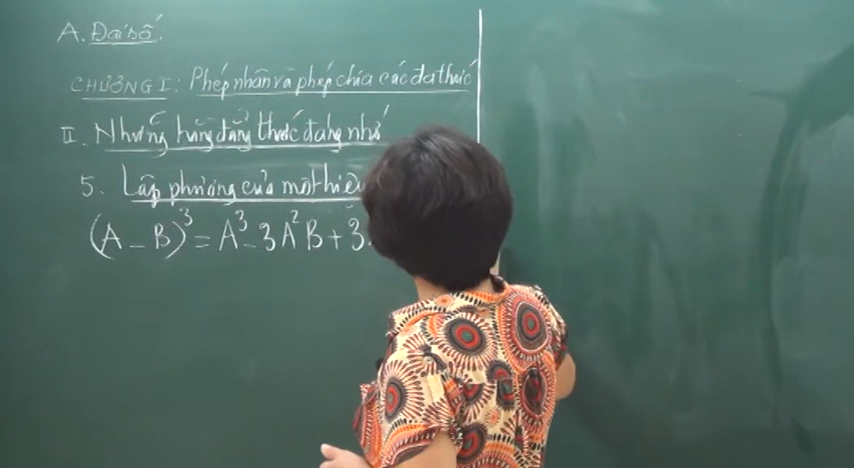 A. Đại số.
CHƯƠNG I: Phép nhân và phép chia các đa thức
II. Những hằng đẳng thức đáng nhớ
5. Lập phương của một hiệu
(A - B)³ = A³ - 3A²B + 3